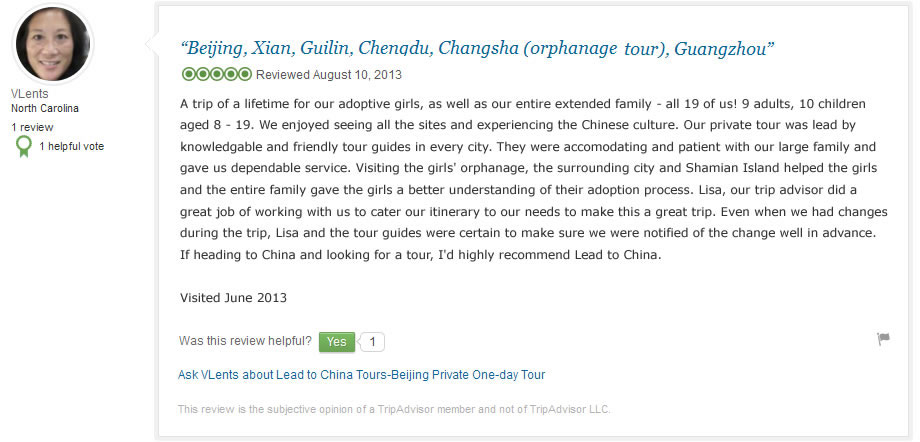 “Beijing, Xian, Guilin, Chengdu, Changsha (orphanage tour), Guangzhou”
Reviewed August 10, 2013
VLents
North Carolina
1 review
1 helpful vote
A trip of a lifetime for our adoptive girls, as well as our entire extended family - all 19 of us! 9 adults, 10 children
aged 8 - 19. We enjoyed seeing all the sites and experiencing the Chinese culture. Our private tour was lead by
knowledgable and friendly tour guides in every city. They were accomodating and patient with our large family and
gave us dependable service. Visiting the girls' orphanage, the surrounding city and Shamian Island helped the girls
and the entire family gave the girls a better understanding of their adoption process. Lisa, our trip advisor did a
great job of working with us to cater our itinerary to our needs to make this a great trip. Even when we had changes
during the trip, Lisa and the tour guides were certain to make sure we were notified of the change well in advance.
If heading to China and looking for a tour, I'd highly recommend Lead to China.
Visited June 2013
Was this review helpful? Yes 1
Ask VLents about Lead to China Tours-Beijing Private One-day Tour
This review is the subjective opinion of a TripAdvisor member and not of TripAdvisor LLC.